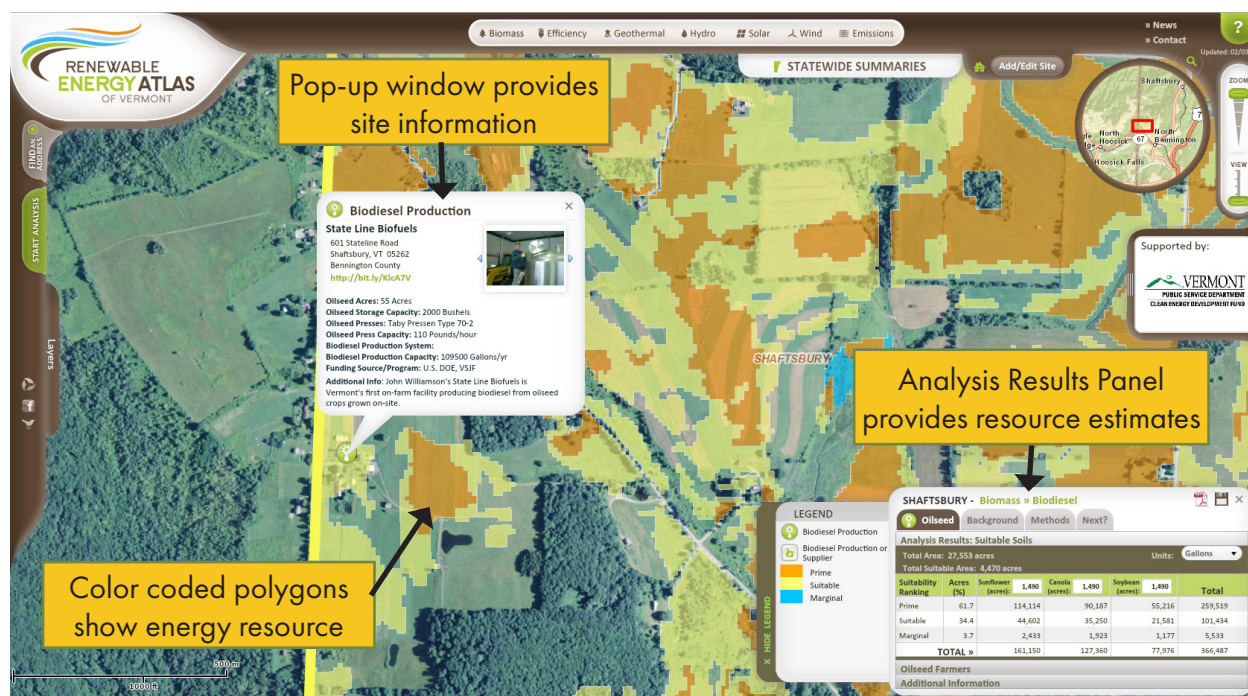 RENEWABLE
ENERGY ATLAS
OF VERMONT
Biomass Efficiency Geothermal Hydro Solar Wind Emissions
» News
» Contact
?
Updated: 02/03
STATEWIDE SUMMARIES
Add/Edit Site
Pop-up window provides
site information
FIND AN
ADDRESS
START ANALYSIS
Layers
Shaftsbury
North
Hoosick
67
North
Bennington
Hoosick Falls
7
ZOOM
VIEW
Supported by:
VERMONT
PUBLIC SERVICE DEPARTMENT
CLEAN ENERGY DEVELOPMENT FUND
Biodiesel Production
State Line Biofuels
601 Stateline Road
Shaftsbury, VT 05262
Bennington County
http://bit.ly/KlcA7V
Oilseed Acres: 55 Acres
Oilseed Storage Capacity: 2000 Bushels
Oilseed Presses: Taby Pressen Type 70-2
Oilseed Press Capacity: 110 Pounds/hour
Biodiesel Production System:
Biodiesel Production Capacity: 109500 Gallons/yr
Funding Source/Program: U.S. DOE, VSJF
Additional Info: John Williamson's State Line Biofuels is
Vermont's first on-farm facility producing biodiesel from oilseed
crops grown on-site.
SHAFTSBURY
Analysis Results Panel
provides resource estimates
Color coded polygons
show energy resource
500 m
1000 ft
X HIDE LEGEND
LEGEND
Biodiesel Production
Biodiesel Production or
Supplier
Prime
Suitable
Marginal
SHAFTSBURY - Biomass » Biodiesel
Oilseed Background Methods Next?
Analysis Results: Suitable Soils
Total Area: 27,553 acres Units: Gallons
Total Suitable Area: 4,470 acres
Suitability Acres Sunflower 1,490 Canola 1,490 Soybean 1,490
Ranking (%) (acres): (acres): (acres): Total
Prime 61.7 114,114 90,187 55,216 259,519
Suitable 34.4 44,602 35,250 21,581 101,434
Marginal 3.7 2,433 1,923 1,177 5,533
TOTAL » 161,150 127,360 77,976 366,487
Oilseed Farmers
Additional Information